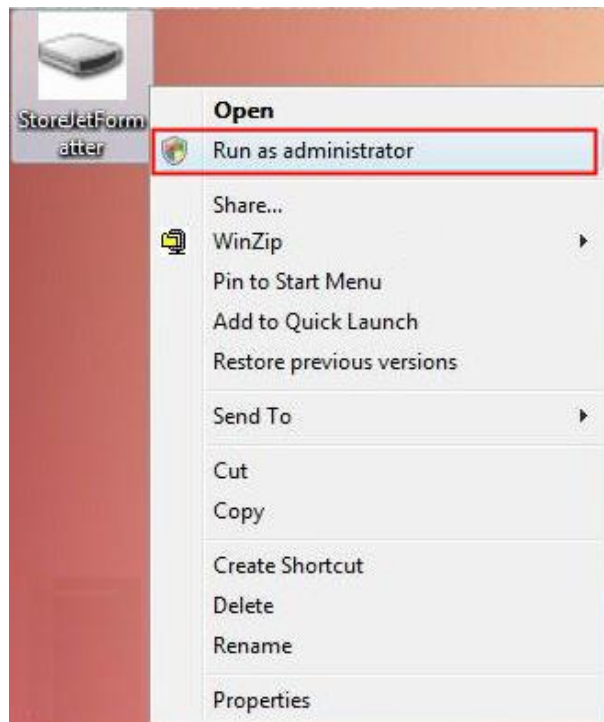 StoreJetForm
atter
Open
Run as administrator
Share...
WinZip
Pin to Start Menu
Add to Quick Launch
Restore previous versions
Send To
Cut
Copy
Create Shortcut
Delete
Rename
Properties